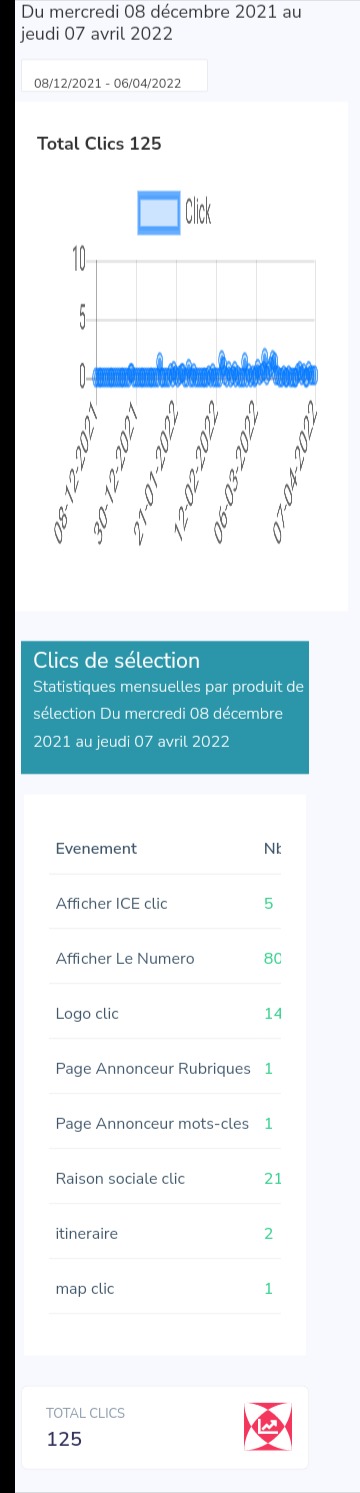 Du mercredi 08 décembre 2021 au
jeudi 07 avril 2022
08/12/2021 - 06/04/2022
Total Clics 125
Click
10
5
0
08-12-2021
30-12-2021
21-01-2022
12-02-2022
06-03-2022
07-04-2022
Clics de sélection
Statistiques mensuelles par produit de
sélection Du mercredi 08 décembre
2021 au jeudi 07 avril 2022
Evenement Nb
Afficher ICE clic 5
Afficher Le Numero 80
Logo clic 14
Page Annonceur Rubriques 1
Page Annonceur mots-cles 1
Raison sociale clic 21
itineraire 2
map clic 1
TOTAL CLICS
125